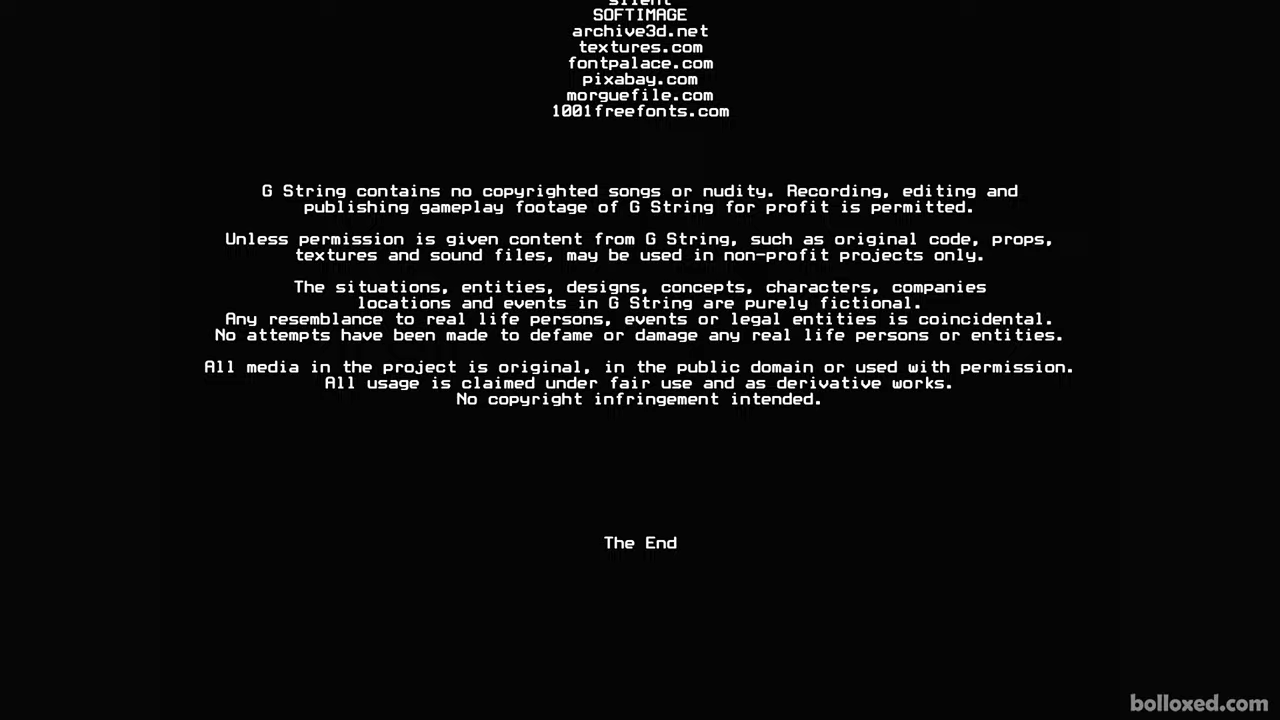 silent
SOFTIMAGE
archive3d.net
textures.com
fontpalace.com
pixabay.com
morguefile.com
1001freefonts.com
G String contains no copyrighted songs or nudity. Recording, editing and
publishing gameplay footage of G String for profit is permitted.
Unless permission is given content from G String, such as original code, props,
textures and sound files, may be used in non-profit projects only.
The situations, entities, designs, concepts, characters, companies
locations and events in G String are purely fictional.
Any resemblance to real life persons, events or legal entities is coincidental.
No attempts have been made to defame or damage any real life persons or entities.
All media in the project is original, in the public domain or used with permission.
All usage is claimed under fair use and as derivative works.
No copyright infringement intended.
The End
bolloxed.com